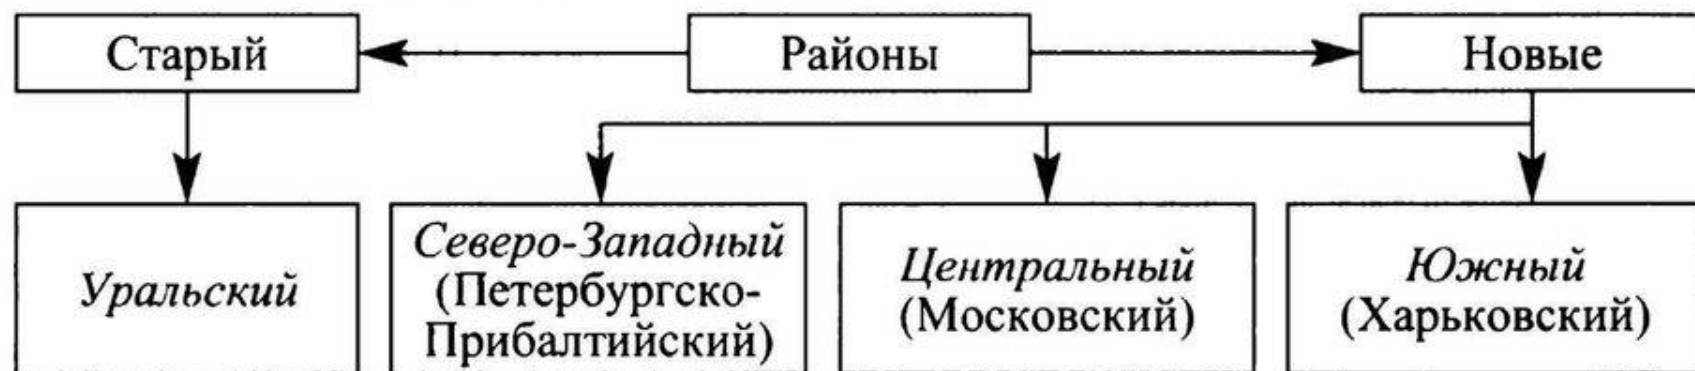 Старый
Районы
Новые
Уральский
Северо-Западный
(Петербургско-
Прибалтийский)
Центральный
(Московский)
Южный
(Харьковский)